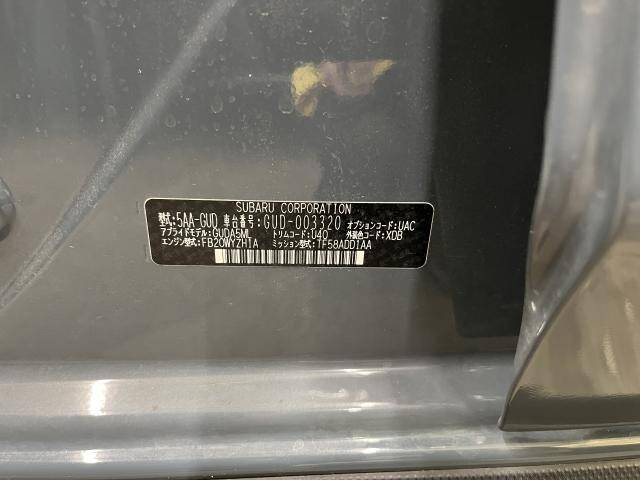 SUBARU CORPORATION
型式:5AA-GUD 車台番号:GUD-003320 オプションコード:UAC
アプライドモデル:GUDA5ML トリムコード:U40 外装色コード:XDB
エンジン型式:FB20WYZH1A ミッション型式:TF58ADD1AA